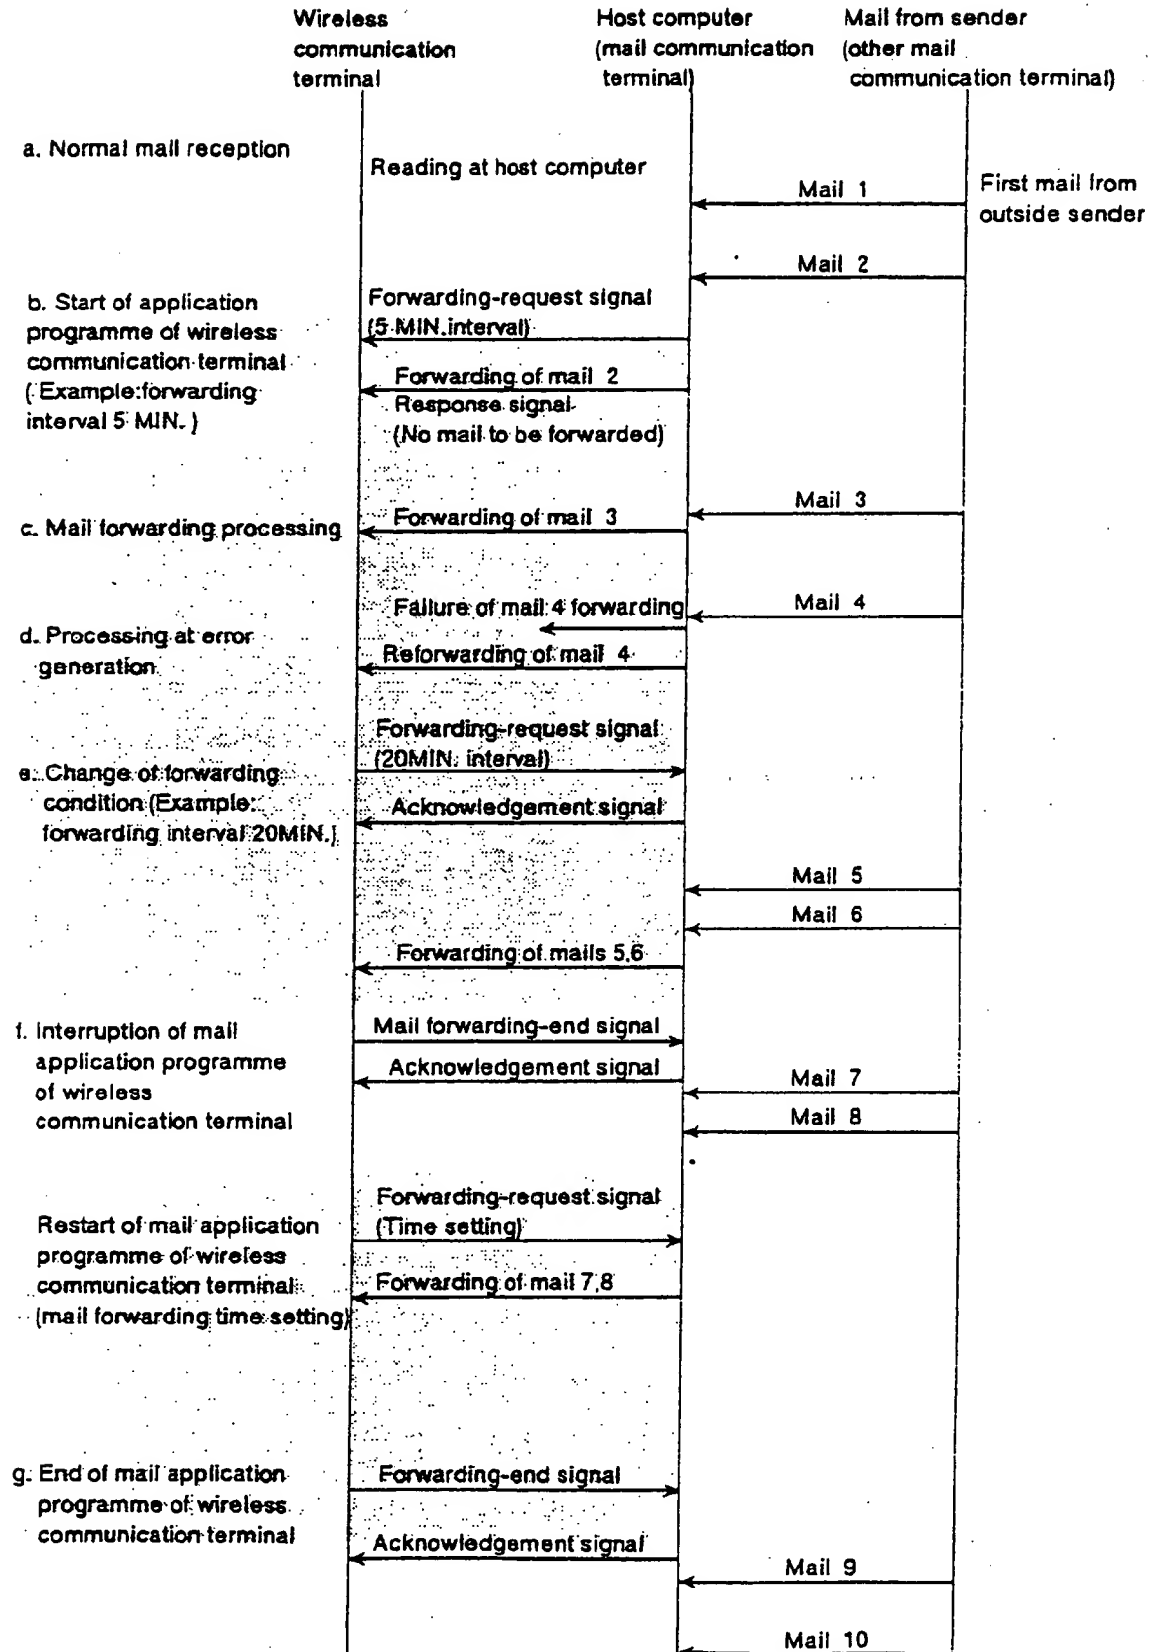 Wireless
communication
terminal
Host computer
(mail communication
terminal)
Mail from sender
(other mail
communication terminal)
a. Normal mail reception
Reading at host computer
Mail 1
First mail from
outside sender
Mail 2
b. Start of application
programme of wireless
communication terminal
( Example:forwarding
interval 5 MIN. )
Forwarding-request signal
(5 MIN.interval)
Forwarding of mail 2
Response signal
(No mail to be forwarded)
Mail 3
c. Mail forwarding processing
Forwarding of mail 3
Failure of mail 4 forwarding
Mail 4
d. Processing at error
generation
Reforwarding of mail 4
Forwarding-request signal
(20MIN. interval)
e. Change of forwarding
condition (Example:
forwarding interval 20MIN.)
Acknowledgement signal
Mail 5
Mail 6
Forwarding of mails 5,6
f. Interruption of mail
application programme
of wireless
communication terminal
Mail forwarding-end signal
Acknowledgement signal
Mail 7
Mail 8
Restart of mail application
programme of wireless
communication terminal
(mail forwarding time setting)
Forwarding-request signal
(Time setting)
Forwarding of mail 7,8
g. End of mail application
programme of wireless
communication terminal
Forwarding-end signal
Acknowledgement signal
Mail 9
Mail 10